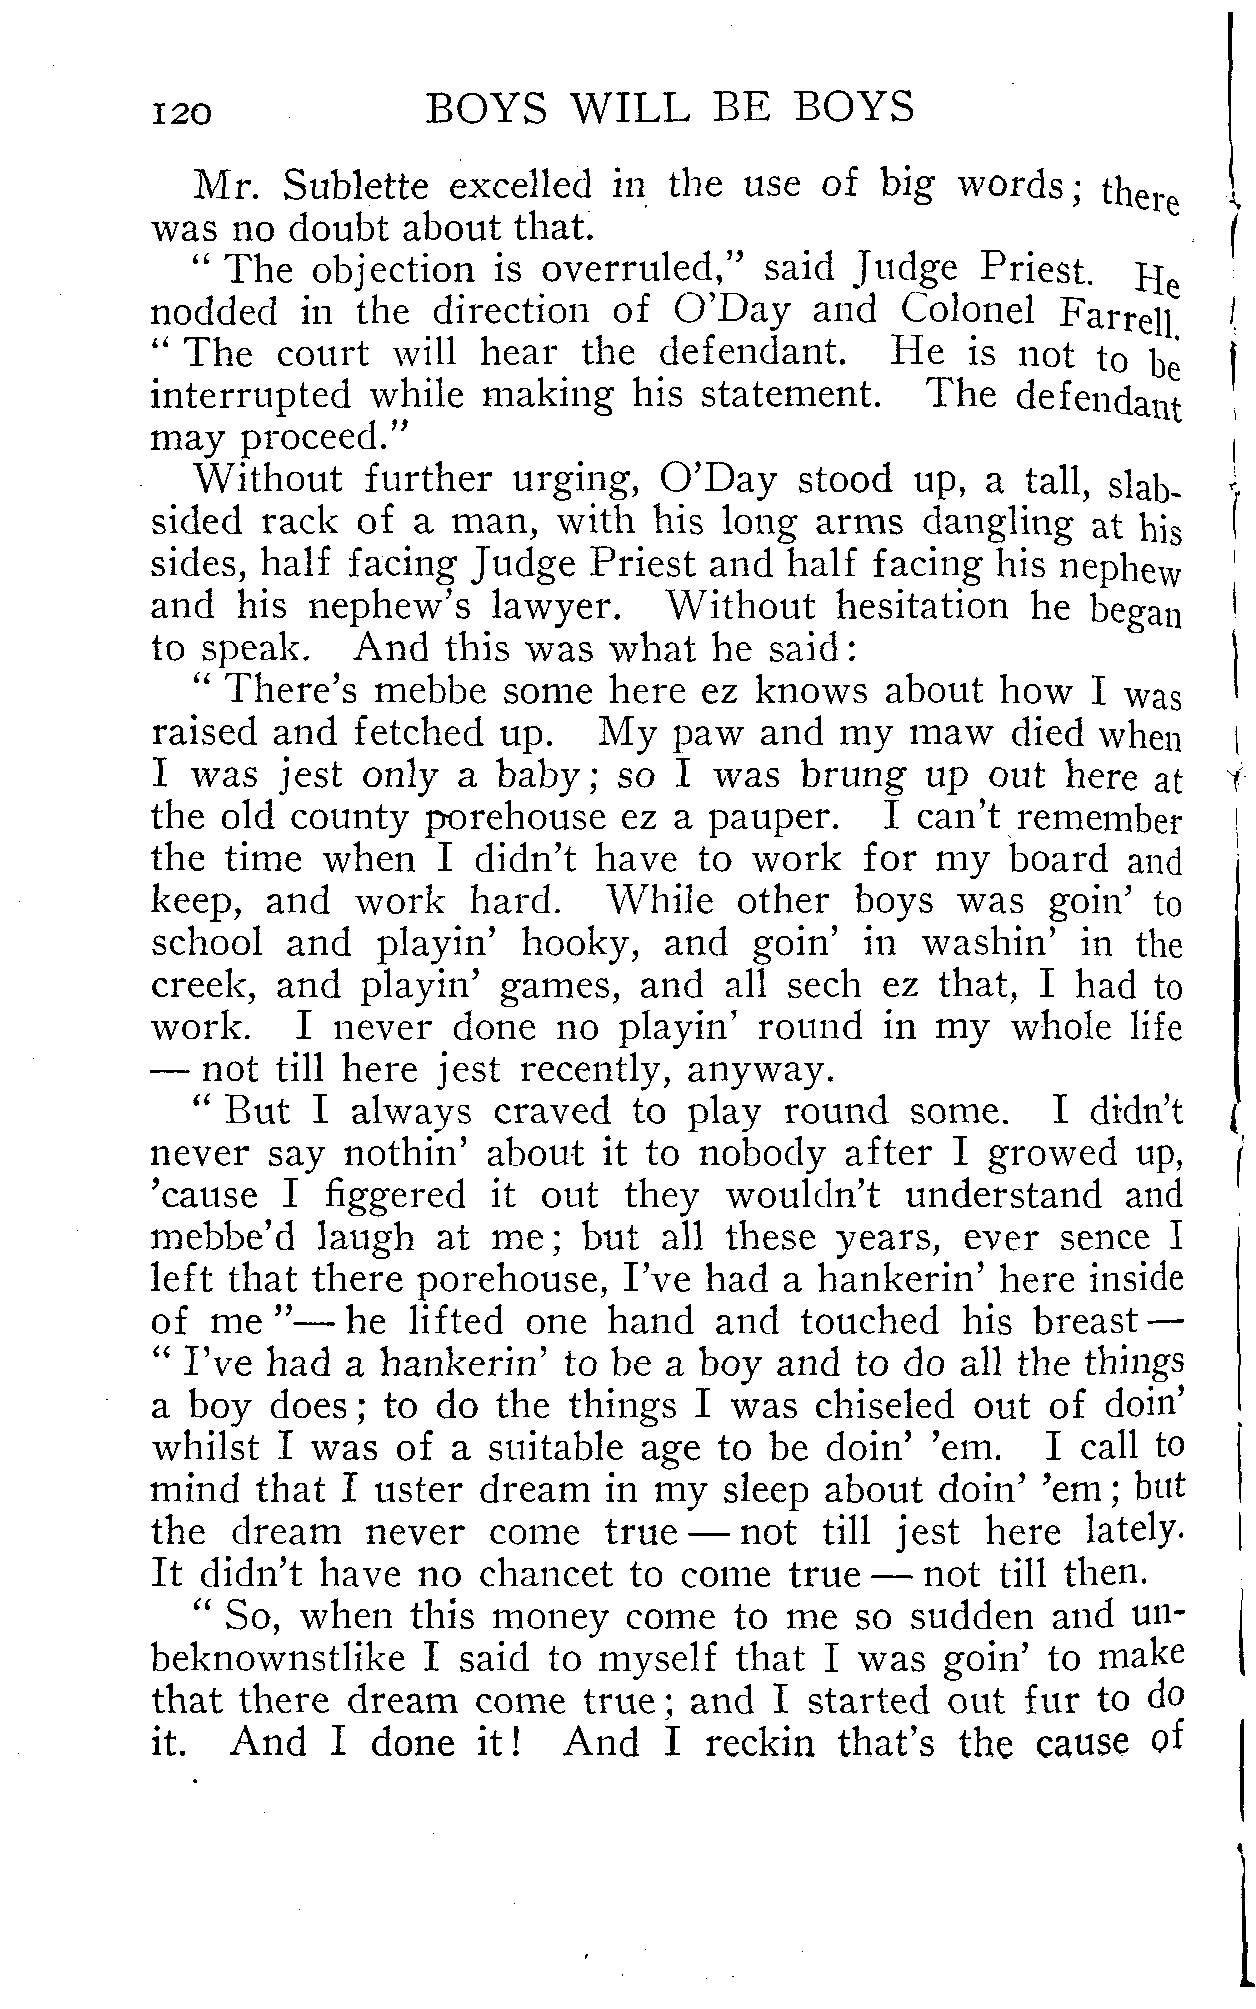 120 BOYS WILL BE BOYS
Mr. Sublette excelled in the use of big words; there
was no doubt about that.
" The objection is overruled," said Judge Priest. He
nodded in the direction of O'Day and Colonel Farrell.
" The court will hear the defendant. He is not to be
interrupted while making his statement. The defendant
may proceed."
Without further urging, O'Day stood up, a tall, slab-
sided rack of a man, with his long arms dangling at his
sides, half facing Judge Priest and half facing his nephew
and his nephew's lawyer. Without hesitation he began
to speak. And this was what he said:
" There's mebbe some here ez knows about how I was
raised and fetched up. My paw and my maw died when
I was jest only a baby; so I was brung up out here at
the old county porehouse ez a pauper. I can't remember
the time when I didn't have to work for my board and
keep, and work hard. While other boys was goin' to
school and playin' hooky, and goin' in washin' in the
creek, and playin' games, and all sech ez that, I had to
work. I never done no playin' round in my whole life
— not till here jest recently, anyway.
" But I always craved to play round some. I didn't
never say nothin' about it to nobody after I growed up,
'cause I figgered it out they wouldn't understand and
mebbe'd laugh at me; but all these years, ever sence I
left that there porehouse, I've had a hankerin' here inside
of me "— he lifted one hand and touched his breast —
" I've had a hankerin' to be a boy and to do all the things
a boy does; to do the things I was chiseled out of doin'
whilst I was of a suitable age to be doin' 'em. I call to
mind that I uster dream in my sleep about doin' 'em; but
the dream never come true — not till jest here lately.
It didn't have no chancet to come true — not till then.
" So, when this money come to me so sudden and un-
beknownstlike I said to myself that I was goin' to make
that there dream come true; and I started out fur to do
it. And I done it! And I reckin that's the cause of